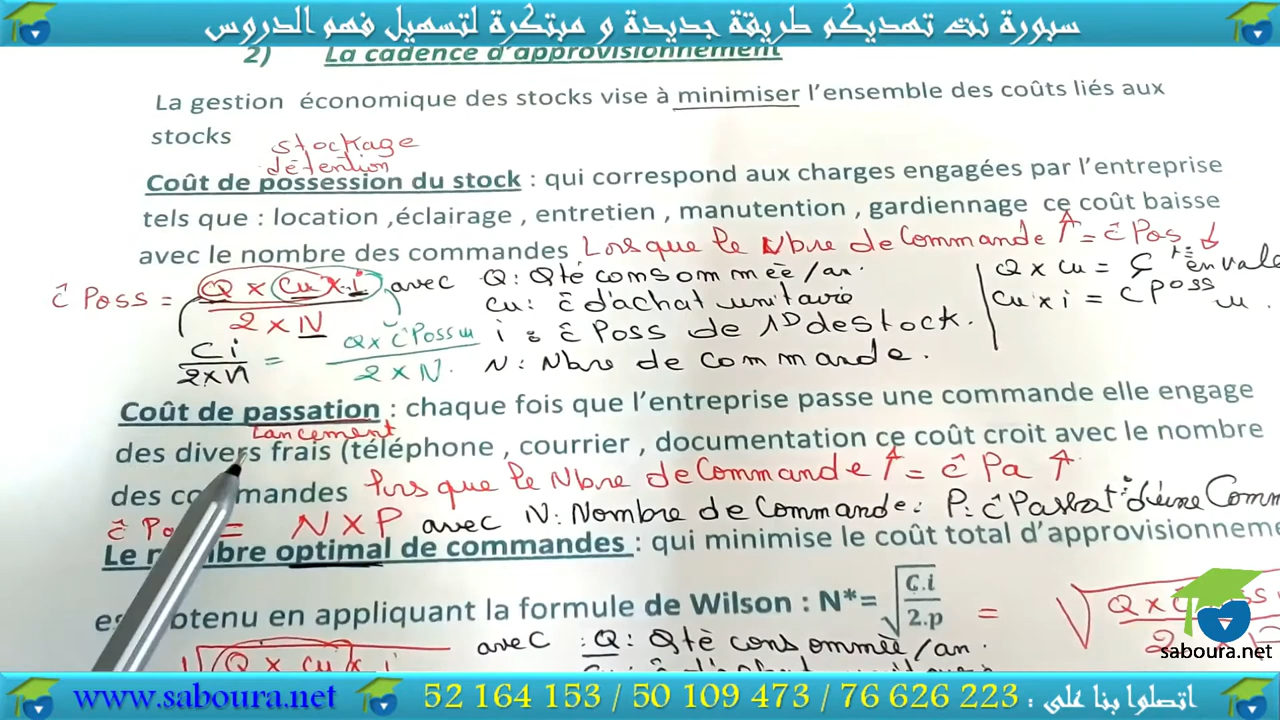 سبورة نت تهديكم طريقة جديدة و مبتكرة لتسهيل فهم الدروس
2) La cadence d'approvisionnement
La gestion économique des stocks vise à minimiser l'ensemble des coûts liés aux
stocks
stockage
détention
Coût de possession du stock : qui correspond aux charges engagées par l'entreprise
tels que : location ,éclairage , entretien , manutention , gardiennage ce coût baisse
avec le nombre des commandes Lorsque le Nbre de Commande ↑ = ĉ Pos ↓
ĉ Poss = Q × Cu × i / 2 × N avec Q: Qté consommée/an.
cu: ĉ d'achat unitaire
i : ĉ Poss de 1D de stock.
N: Nbre de Commande.
Q × Cu = C té en vale
Cu × i = C Poss u.
Ci / 2×N = Q× ĉ Poss u / 2 × N.
Coût de passation : chaque fois que l'entreprise passe une commande elle engage
Lancement
des divers frais (téléphone , courrier , documentation ce coût croit avec le nombre
des commandes lorsque le Nbre de Commande ↑ = ĉ Pa ↑
ĉ Pa = N × P avec N: Nombre de Commande: P: ĉ Passat° d'une Comm
Le nombre optimal de commandes : qui minimise le coût total d'approvisionneme
est obtenu en appliquant la formule de Wilson : N*= √ C.i / 2.p = √ Q×
√ Q × Cu × i avec : Q: Qté consommée/an.
saboura.net
www.saboura.net 52 164 153 / 50 109 473 / 76 626 223 اتصلوا بنا على :